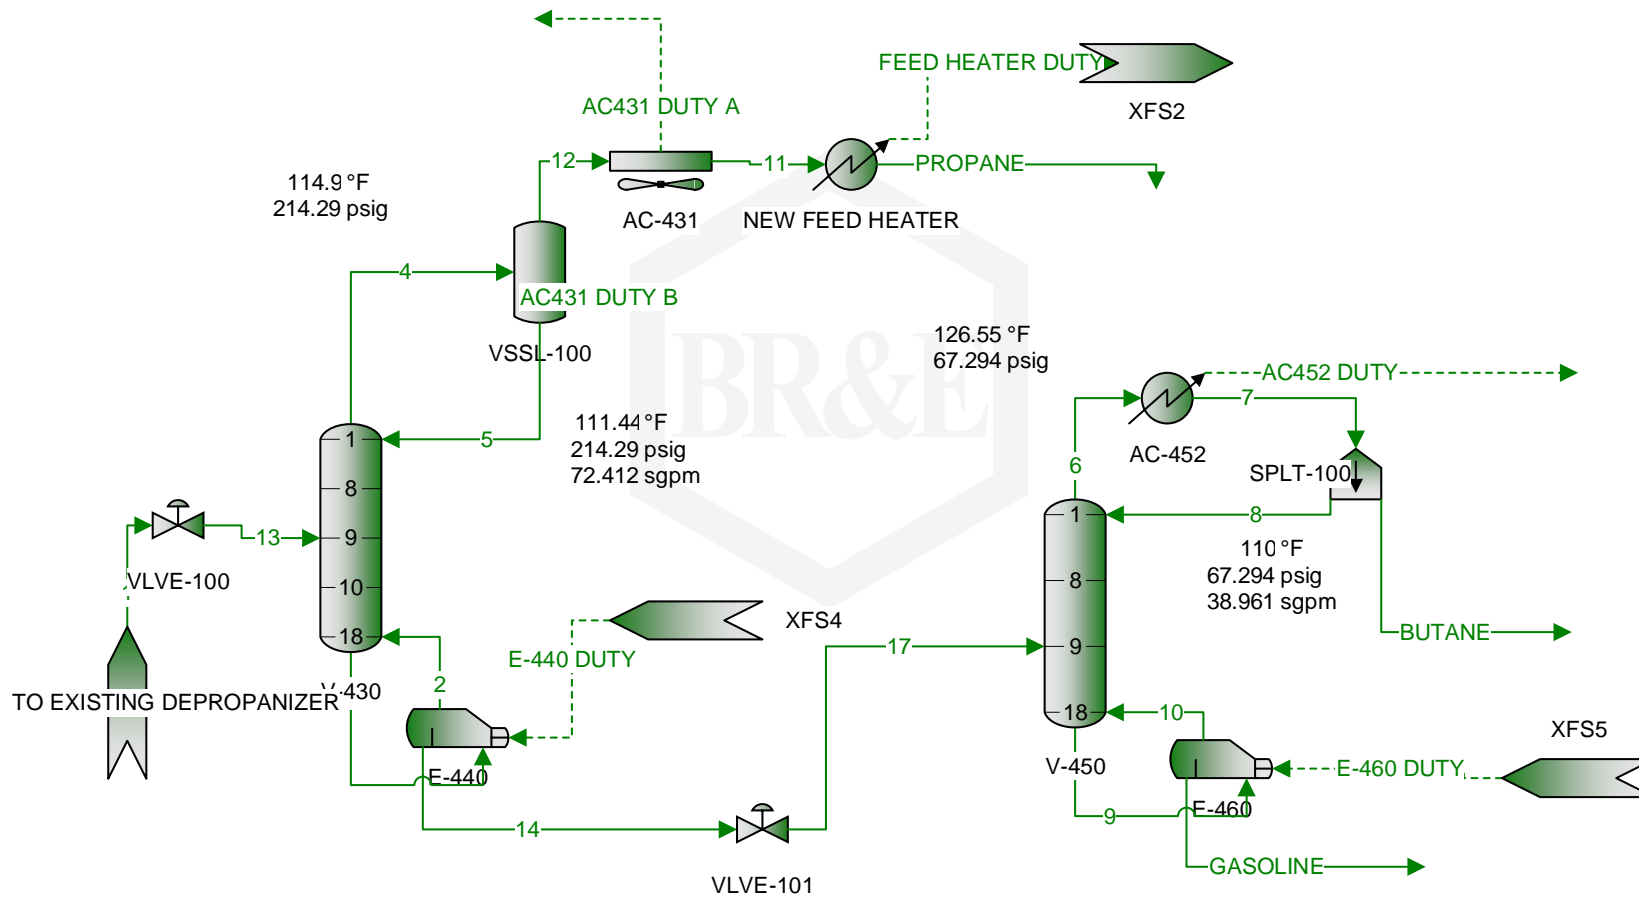 FEED HEATER DUTY
XFS2
AC431 DUTY A
12
11
PROPANE
114.9 °F
214.29 psig
AC-431
NEW FEED HEATER
4
AC431 DUTY B
VSSL-100
BR&E
126.55 °F
67.294 psig
AC452 DUTY
7
AC-452
111.44 °F
214.29 psig
72.412 sgpm
5
1
8
9
10
18
13
VLVE-100
6
SPLT-100
8
110 °F
67.294 psig
38.961 sgpm
1
8
9
18
BUTANE
XFS4
E-440 DUTY
17
TO EXISTING DEPROPANIZER
V-430
2
E-440
10
XFS5
V-450
E-460 DUTY
E-460
9
14
VLVE-101
GASOLINE